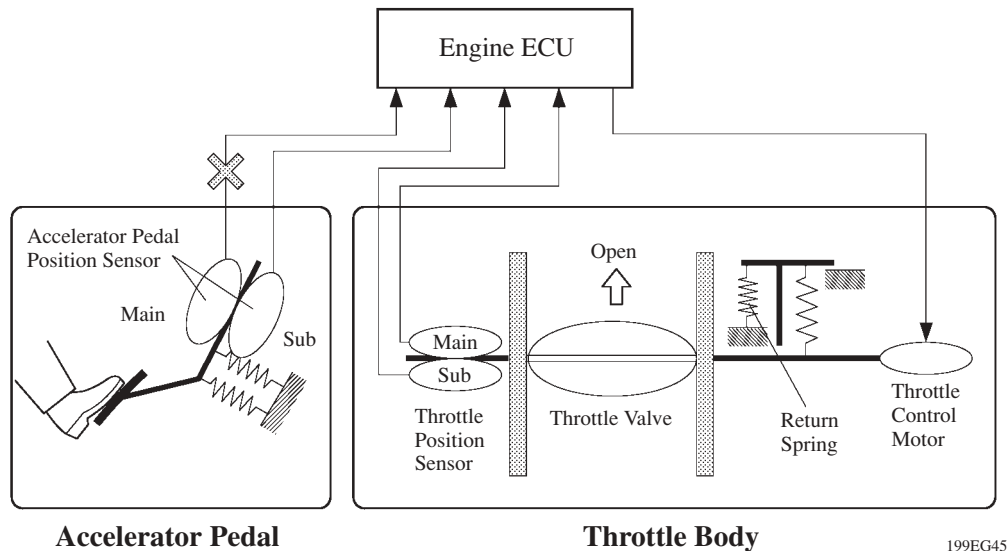 Engine ECU
Accelerator Pedal
Position Sensor
Main
Sub
Open
Main
Sub
Throttle
Position
Sensor
Throttle Valve
Return
Spring
Throttle
Control
Motor
Accelerator Pedal
Throttle Body
199EG45